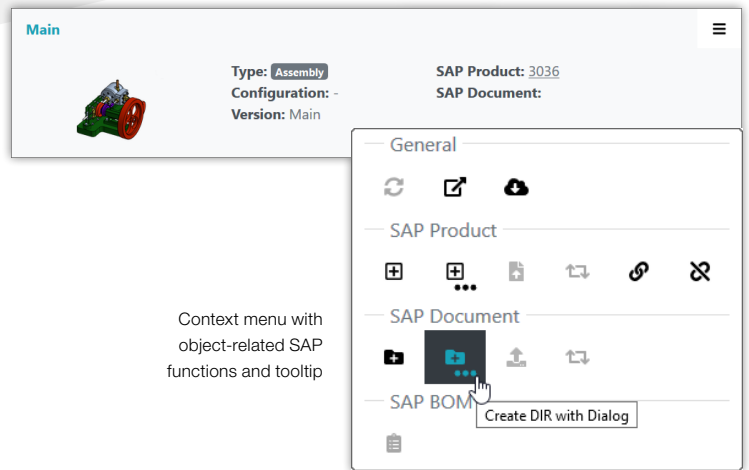 Main
Type: Assembly
Configuration: -
Version: Main
SAP Product: 3036
SAP Document:
General
SAP Product
SAP Document
Context menu with
object-related SAP
functions and tooltip
SAP BOM
Create DIR with Dialog